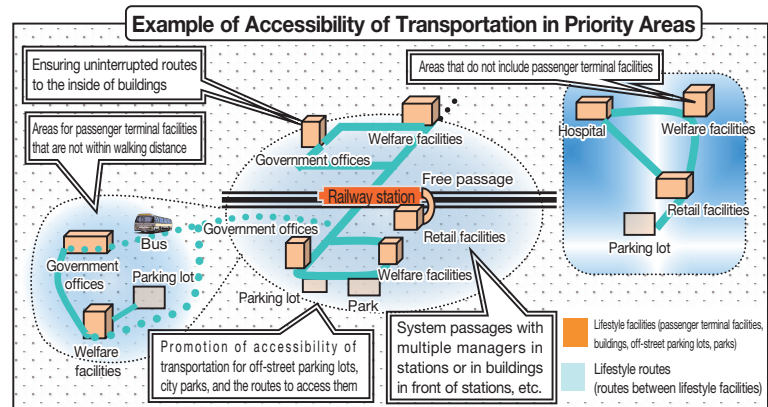 Example of Accessibility of Transportation in Priority Areas
Ensuring uninterrupted routes
to the inside of buildings
Areas that do not include passenger terminal facilities
Areas for passenger terminal facilities
that are not within walking distance
Welfare facilities
Government offices
Hospital
Welfare facilities
Free passage
Railway station
Retail facilities
Parking lot
Government offices
Retail facilities
Bus
Government
offices
Parking lot
Welfare facilities
Parking lot
Park
Welfare
facilities
Promotion of accessibility of
transportation for off-street parking lots,
city parks, and the routes to access them
System passages with
multiple managers in
stations or in buildings
in front of stations, etc.
Lifestyle facilities (passenger terminal facilities,
buildings, off-street parking lots, parks)
Lifestyle routes
(routes between lifestyle facilities)